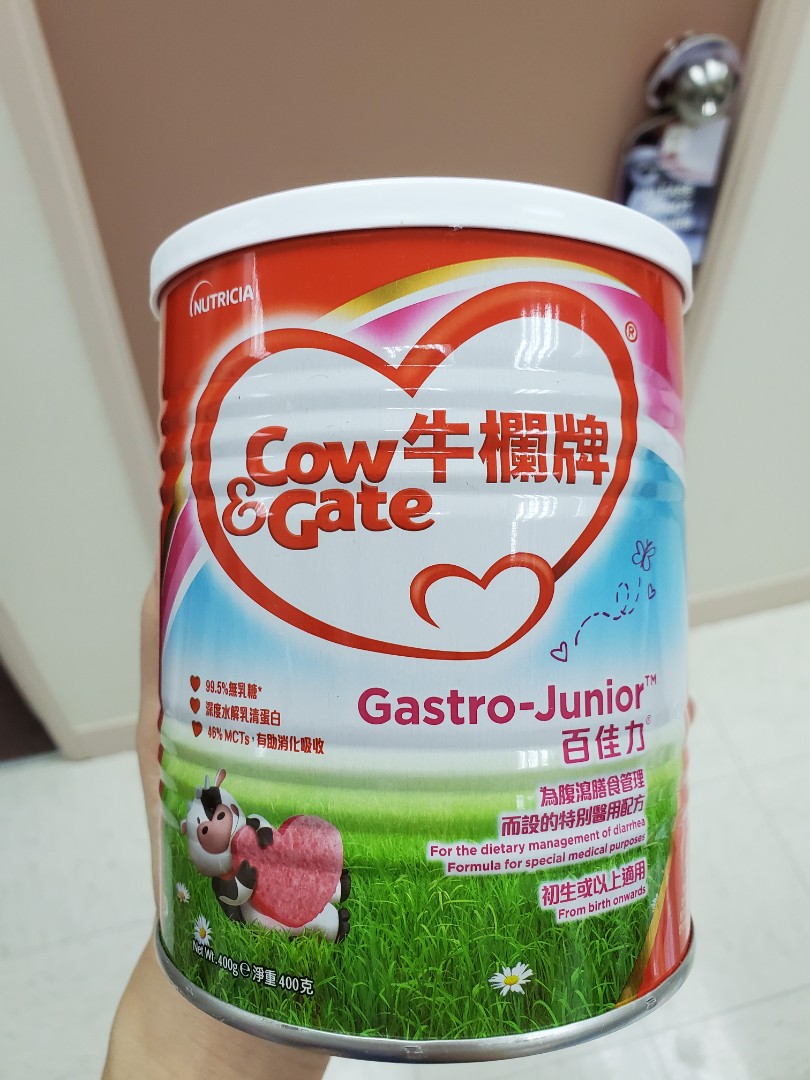 NUTRICIA
®
Cow 牛欄牌
&Gate
99.5%無乳糖*
深度水解乳清蛋白
46% MCTs，有助消化吸收
Gastro-Junior™
百佳力®
為腹瀉膳食管理
而設的特別醫用配方
For the dietary management of diarrhea
Formula for special medical purposes
初生或以上適用
From birth onwards
Net Wt. 400g e 淨重 400克